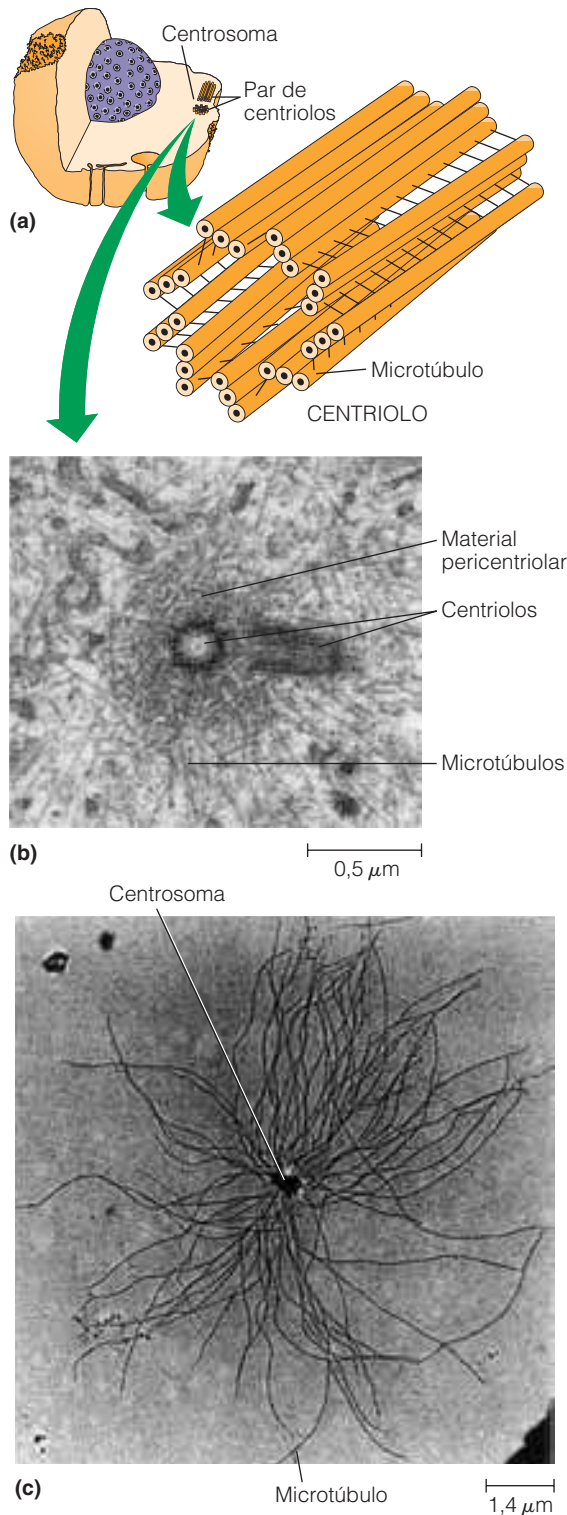 Centrosoma
Par de
centriolos
(a)
Microtúbulo
CENTRIOLO
Material
pericentriolar
Centriolos
Microtúbulos
(b)
0,5 μm
Centrosoma
(c)
Microtúbulo
1,4 μm